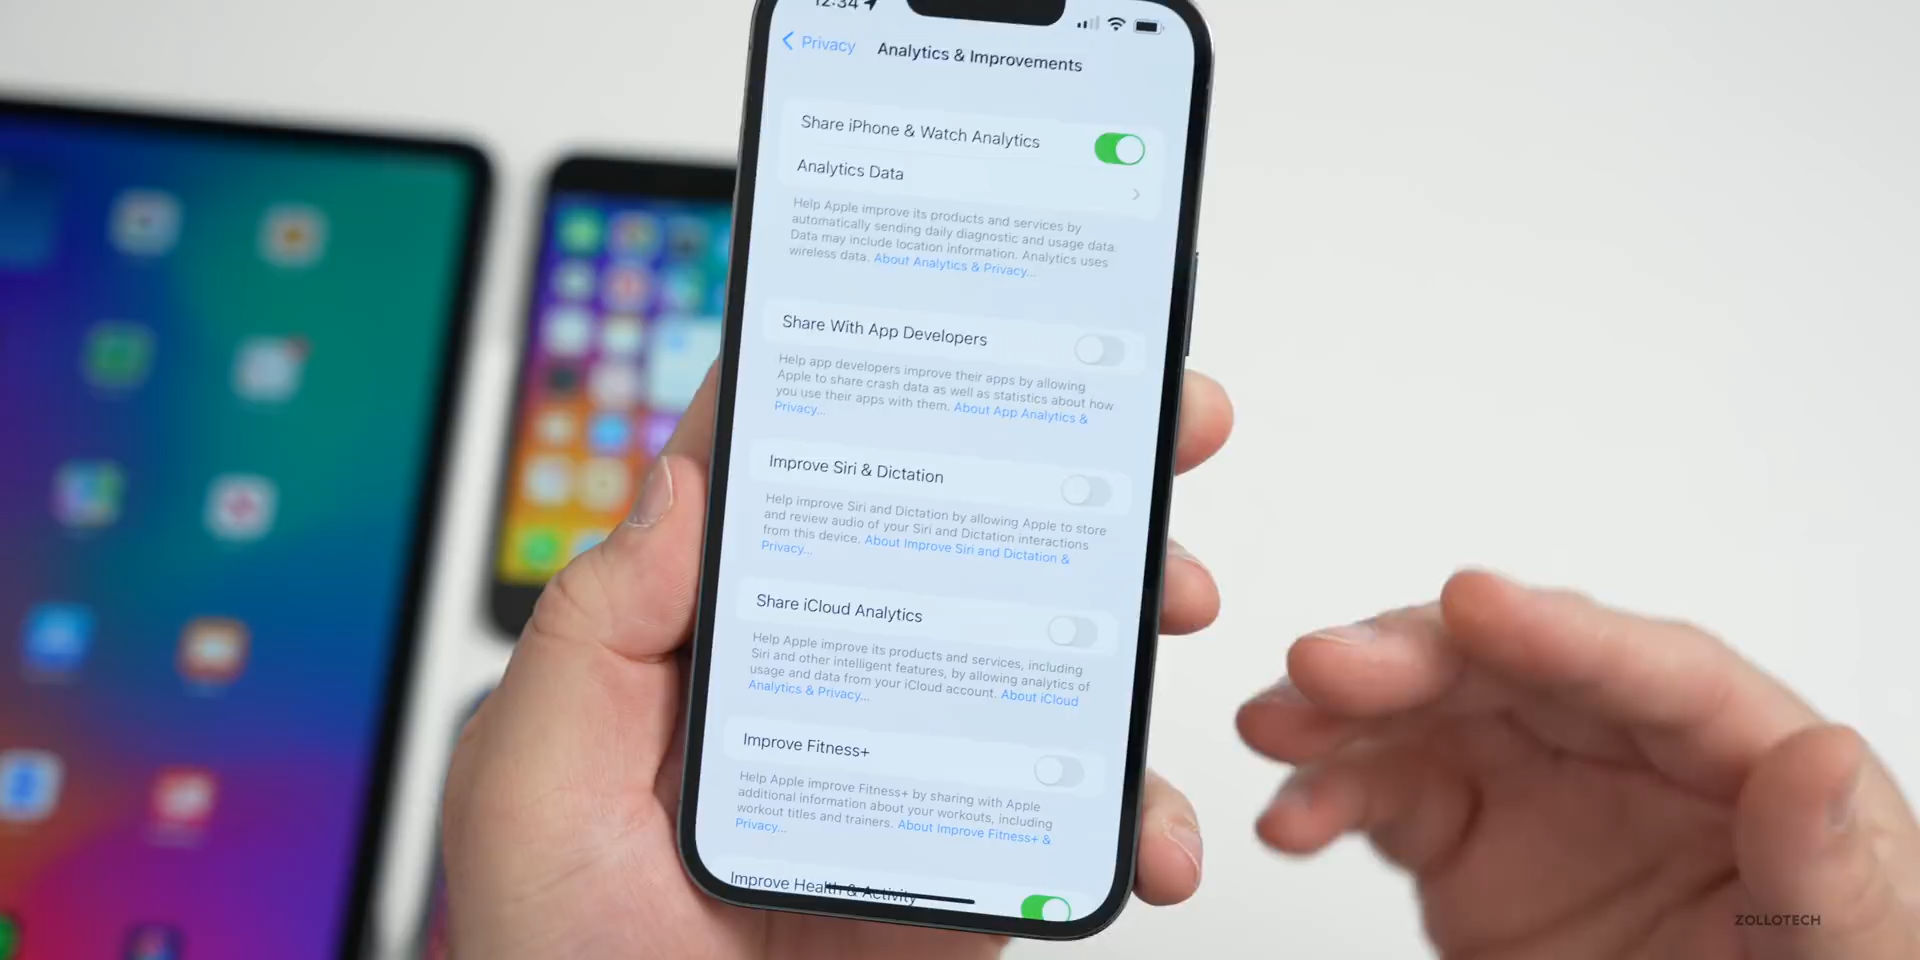 12:34
Privacy
Analytics & Improvements
Share iPhone & Watch Analytics
Analytics Data
Help Apple improve its products and services by
automatically sending daily diagnostic and usage data.
Data may include location information. Analytics uses
wireless data. About Analytics & Privacy...
Share With App Developers
Help app developers improve their apps by allowing
Apple to share crash data as well as statistics about how
you use their apps with them. About App Analytics &
Privacy...
Improve Siri & Dictation
Help improve Siri and Dictation by allowing Apple to store
and review audio of your Siri and Dictation interactions
from this device. About Improve Siri and Dictation &
Privacy...
Share iCloud Analytics
Help Apple improve its products and services, including
Siri and other intelligent features, by allowing analytics of
usage and data from your iCloud account. About iCloud
Analytics & Privacy...
Improve Fitness+
Help Apple improve Fitness+ by sharing with Apple
additional information about your workouts, including
workout titles and trainers. About Improve Fitness+ &
Privacy...
Improve Health & Activity
ZOLLOTECH